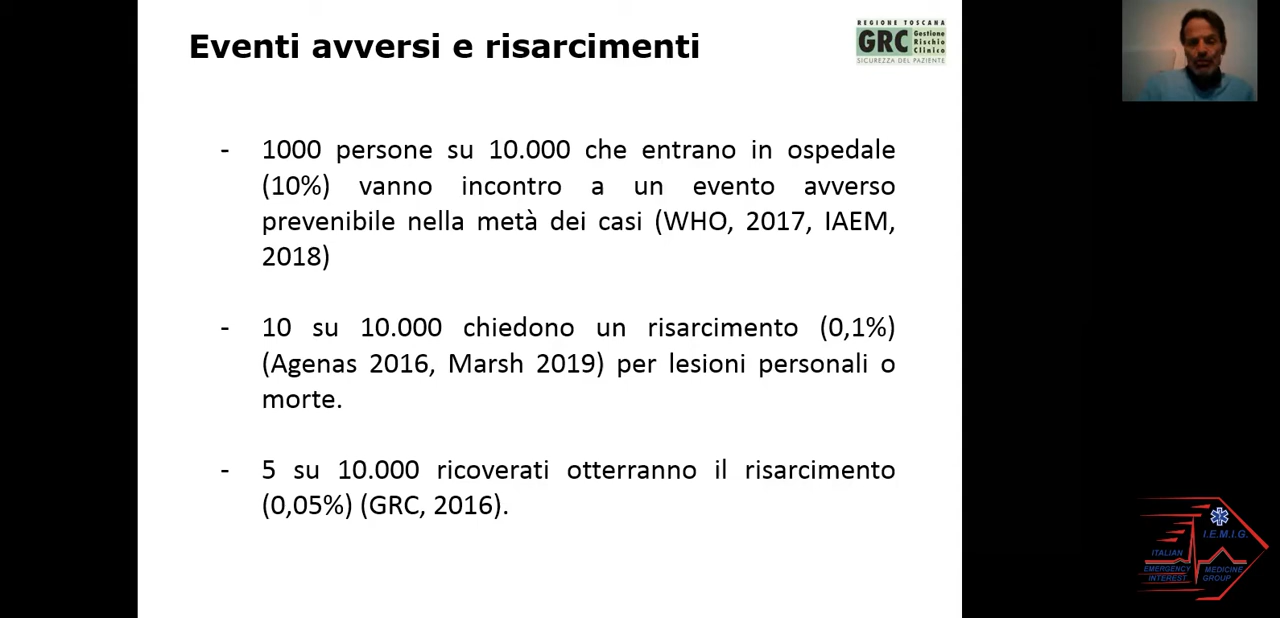 Eventi avversi e risarcimenti
REGIONE TOSCANA
GRC Gestione
Rischio
Clinico
SICUREZZA DEL PAZIENTE
- 1000 persone su 10.000 che entrano in ospedale
(10%) vanno incontro a un evento avverso
prevenibile nella metà dei casi (WHO, 2017, IAEM,
2018)
- 10 su 10.000 chiedono un risarcimento (0,1%)
(Agenas 2016, Marsh 2019) per lesioni personali o
morte.
- 5 su 10.000 ricoverati otterranno il risarcimento
(0,05%) (GRC, 2016).
I.E.M.I.G.
ITALIAN
EMERGENCY MEDICINE
INTEREST GROUP